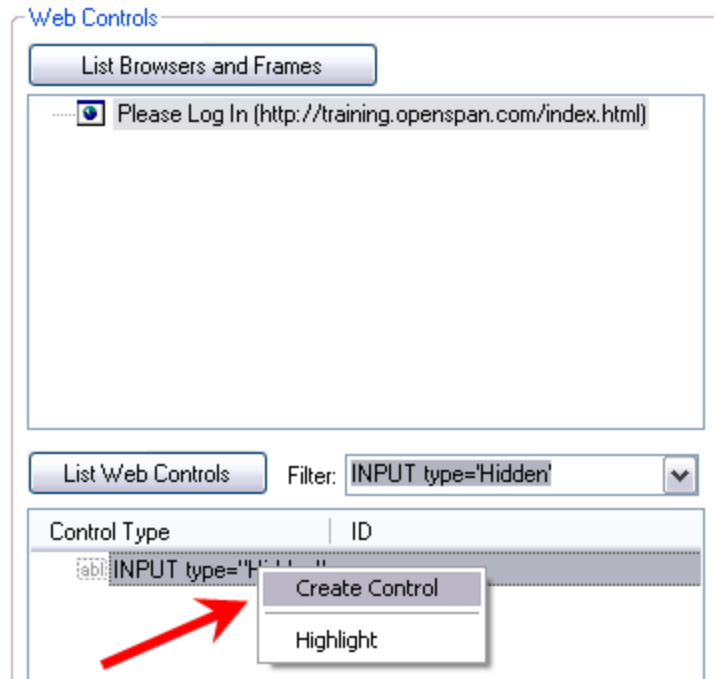 Web Controls
List Browsers and Frames
Please Log In (http://training.openspan.com/index.html)
List Web Controls Filter: INPUT type='Hidden'
Control Type ID
abl INPUT type="
Create Control
Highlight